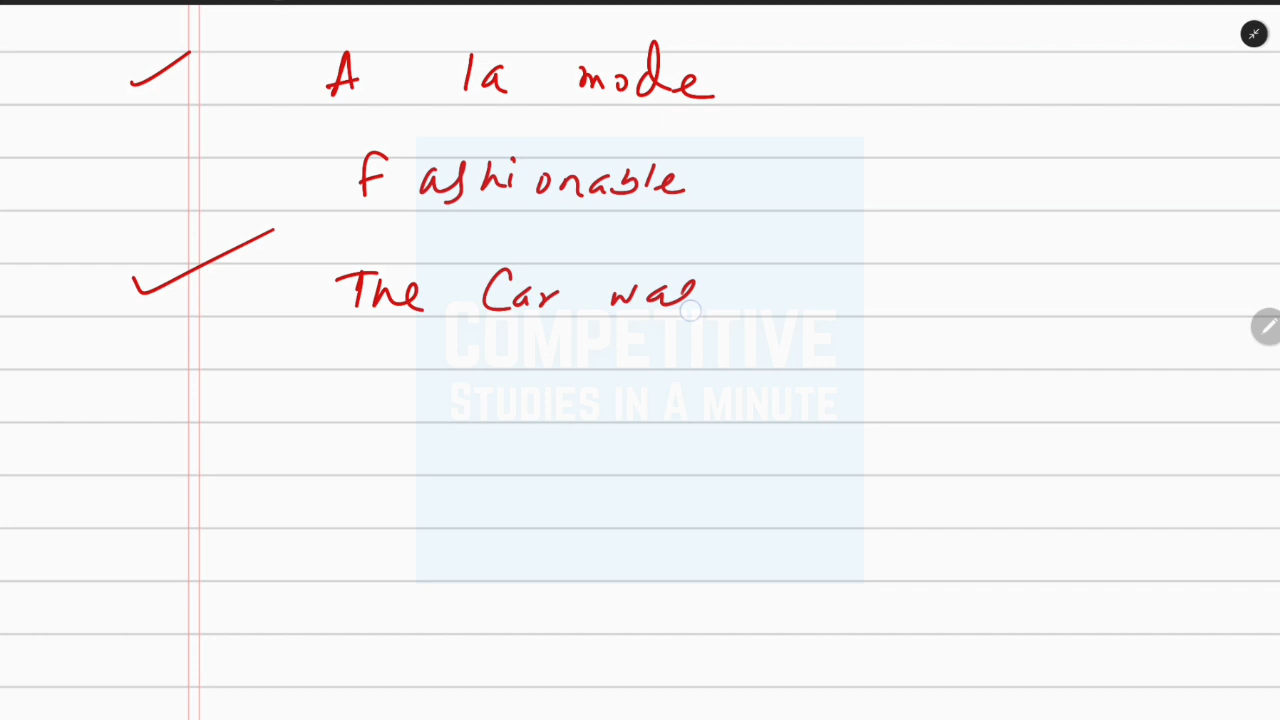 A la mode
Fashionable
The Car was
COMPETITIVE
STUDIES IN A MINUTE